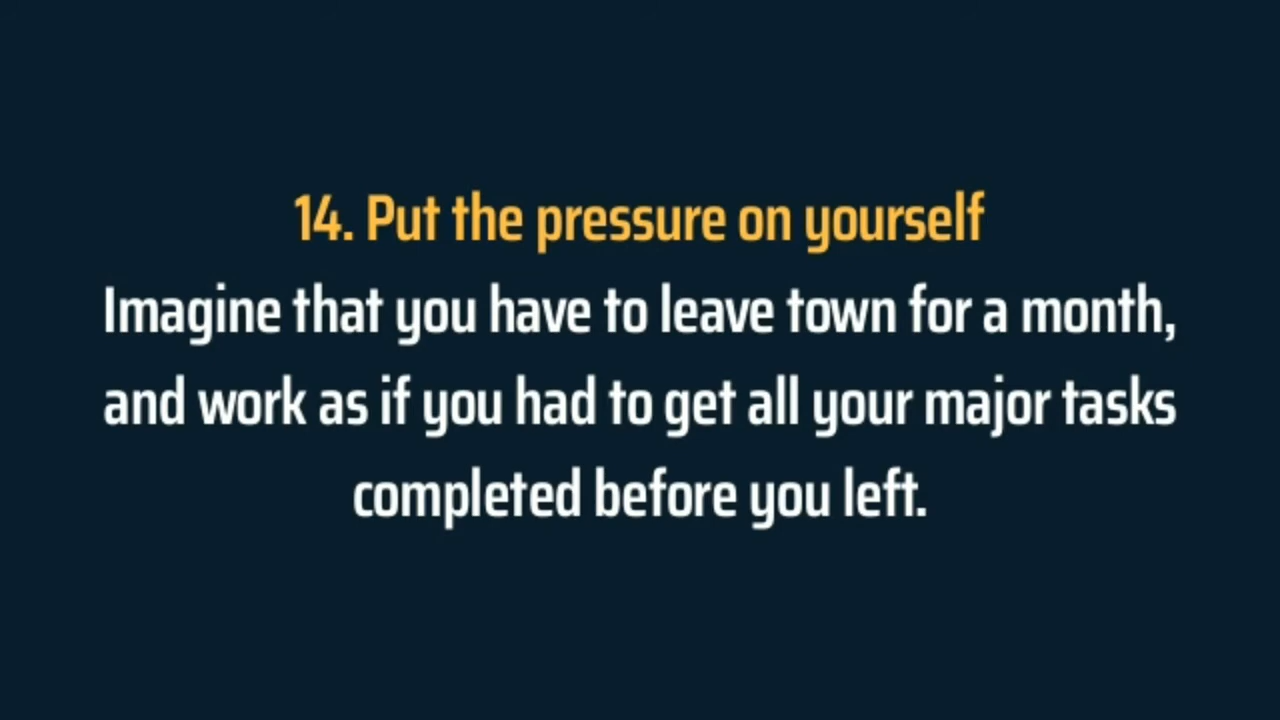 14. Put the pressure on yourself
Imagine that you have to leave town for a month,
and work as if you had to get all your major tasks
completed before you left.